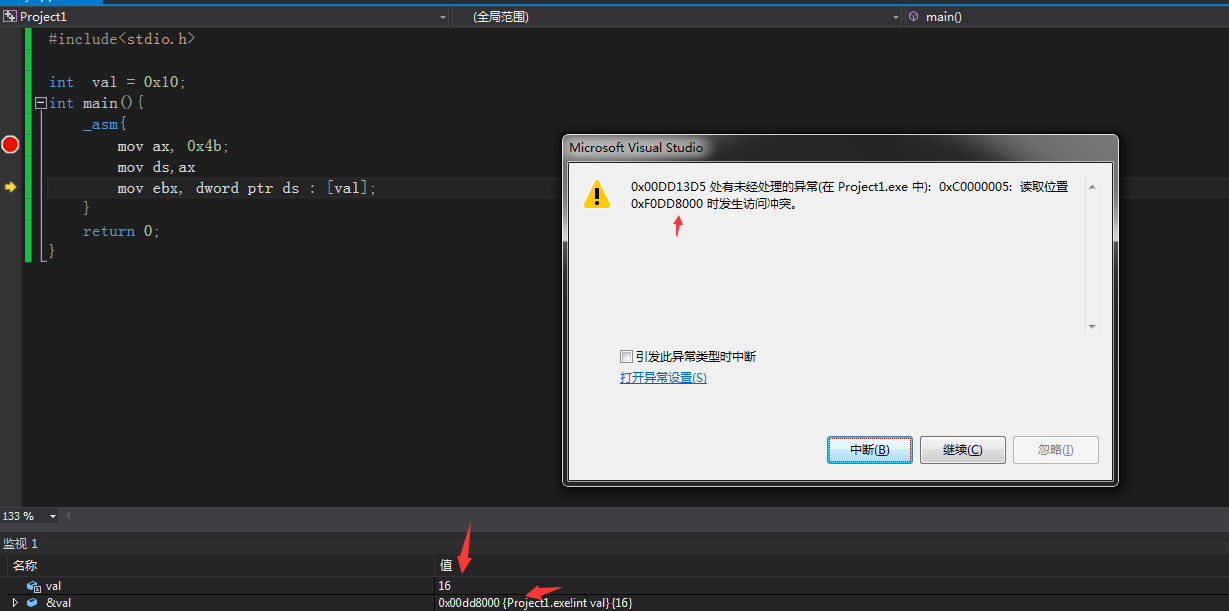 Project1 (全局范围) main()
#include<stdio.h>
int val = 0x10;
int main(){
_asm{
mov ax, 0x4b;
mov ds,ax
mov ebx, dword ptr ds : [val];
}
return 0;
}
Microsoft Visual Studio
0x00DD13D5 处有未经处理的异常(在 Project1.exe 中): 0xC0000005: 读取位置
0xF0DD8000 时发生访问冲突。
引发此异常类型时中断
打开异常设置(S)
中断(B) 继续(C) 忽略(I)
133 %
监视 1
名称 值
val 16
&val 0x00dd8000 {Project1.exe!int val} {16}